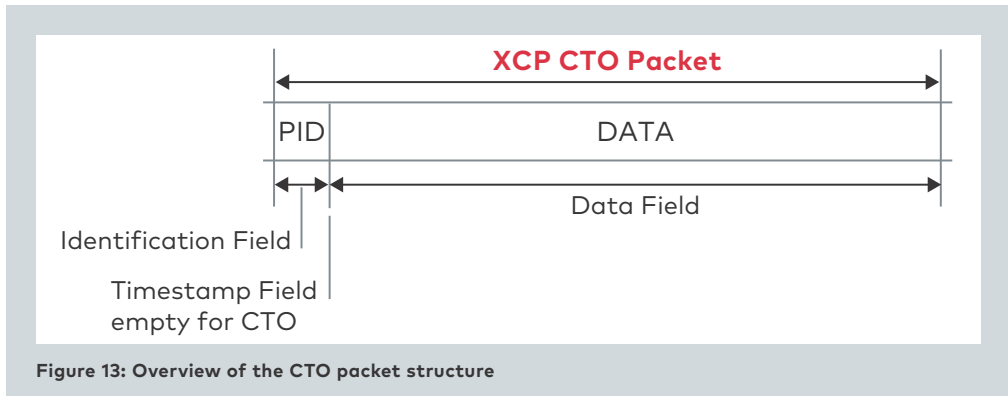 XCP CTO Packet
PID
DATA
Data Field
Identification Field
Timestamp Field
empty for CTO
Figure 13: Overview of the CTO packet structure